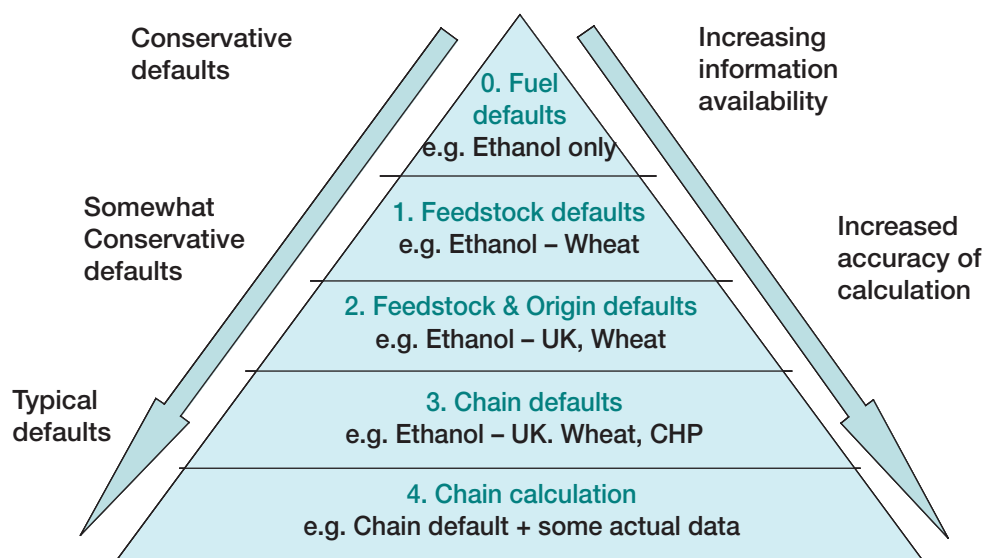 Conservative
defaults
Increasing
information
availability
0. Fuel
defaults
e.g. Ethanol only
Somewhat
Conservative
defaults
1. Feedstock defaults
e.g. Ethanol – Wheat
Increased
accuracy of
calculation
2. Feedstock & Origin defaults
e.g. Ethanol – UK, Wheat
Typical
defaults
3. Chain defaults
e.g. Ethanol – UK. Wheat, CHP
4. Chain calculation
e.g. Chain default + some actual data